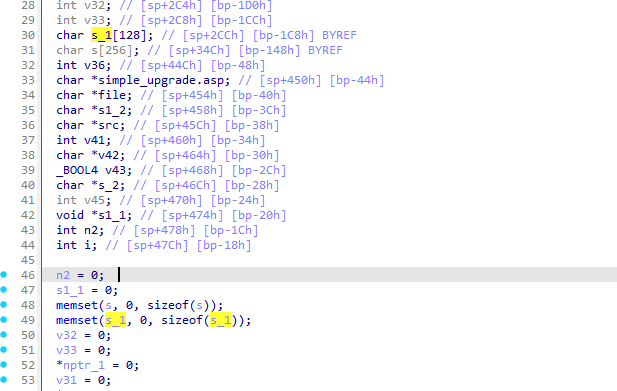 28 int v32; // [sp+2C4h] [bp-1D0h]
29 int v33; // [sp+2C8h] [bp-1CCh]
30 char s_1[128]; // [sp+2CCh] [bp-1C8h] BYREF
31 char s[256]; // [sp+34Ch] [bp-148h] BYREF
32 int v36; // [sp+44Ch] [bp-48h]
33 char *simple_upgrade.asp; // [sp+450h] [bp-44h]
34 char *file; // [sp+454h] [bp-40h]
35 char *s1_2; // [sp+458h] [bp-3Ch]
36 char *src; // [sp+45Ch] [bp-38h]
37 int v41; // [sp+460h] [bp-34h]
38 char *v42; // [sp+464h] [bp-30h]
39 _BOOL4 v43; // [sp+468h] [bp-2Ch]
40 char *s_2; // [sp+46Ch] [bp-28h]
41 int v45; // [sp+470h] [bp-24h]
42 void *s1_1; // [sp+474h] [bp-20h]
43 int n2; // [sp+478h] [bp-1Ch]
44 int i; // [sp+47Ch] [bp-18h]
45
46 n2 = 0;
47 s1_1 = 0;
48 memset(s, 0, sizeof(s));
49 memset(s_1, 0, sizeof(s_1));
50 v32 = 0;
51 v33 = 0;
52 *nptr_1 = 0;
53 v31 = 0;